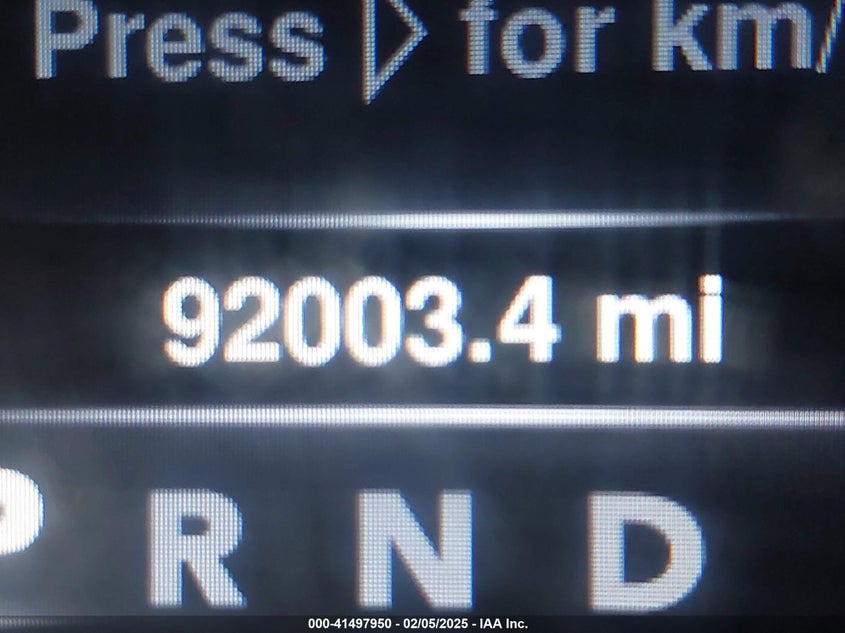 Press ▷ for km/
92003.4 mi
P R N D
000-41497950 - 02/05/2025 - IAA Inc.